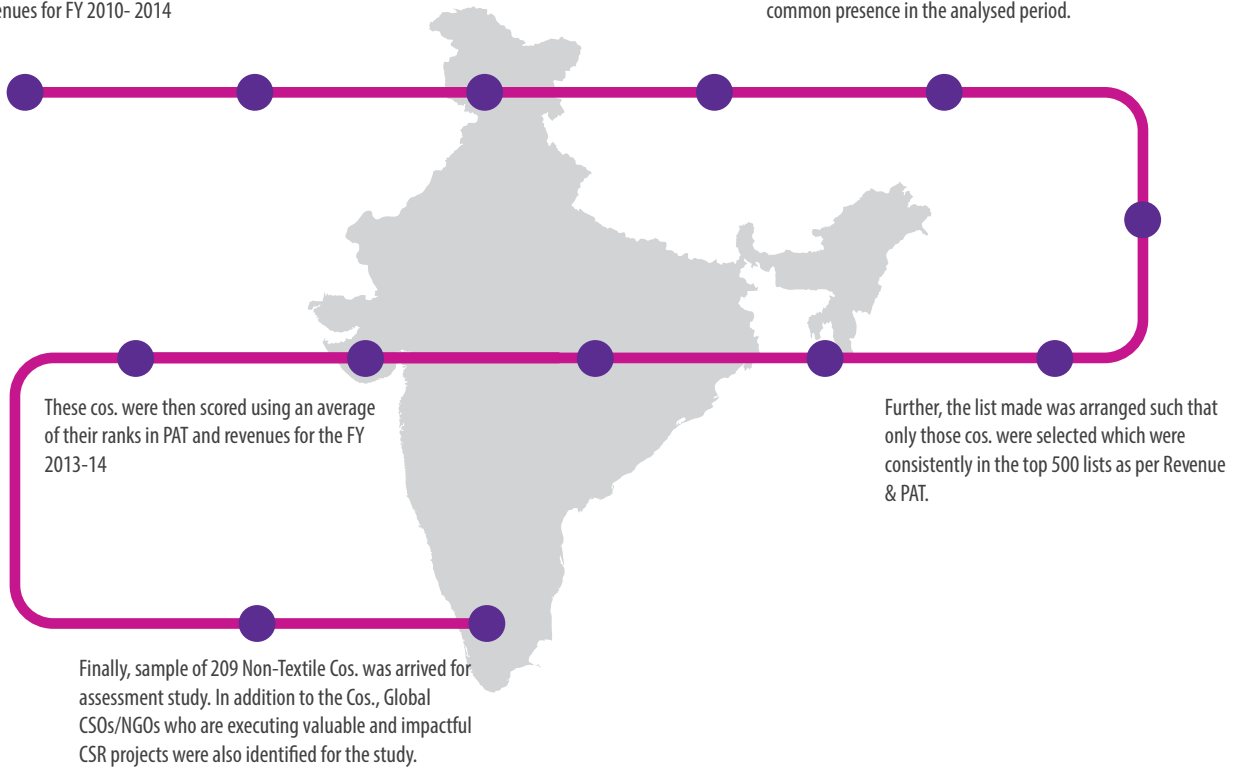 enues for FY 2010- 2014
common presence in the analysed period.
These cos. were then scored using an average
of their ranks in PAT and revenues for the FY
2013-14
Further, the list made was arranged such that
only those cos. were selected which were
consistently in the top 500 lists as per Revenue
& PAT.
Finally, sample of 209 Non-Textile Cos. was arrived for
assessment study. In addition to the Cos., Global
CSOs/NGOs who are executing valuable and impactful
CSR projects were also identified for the study.